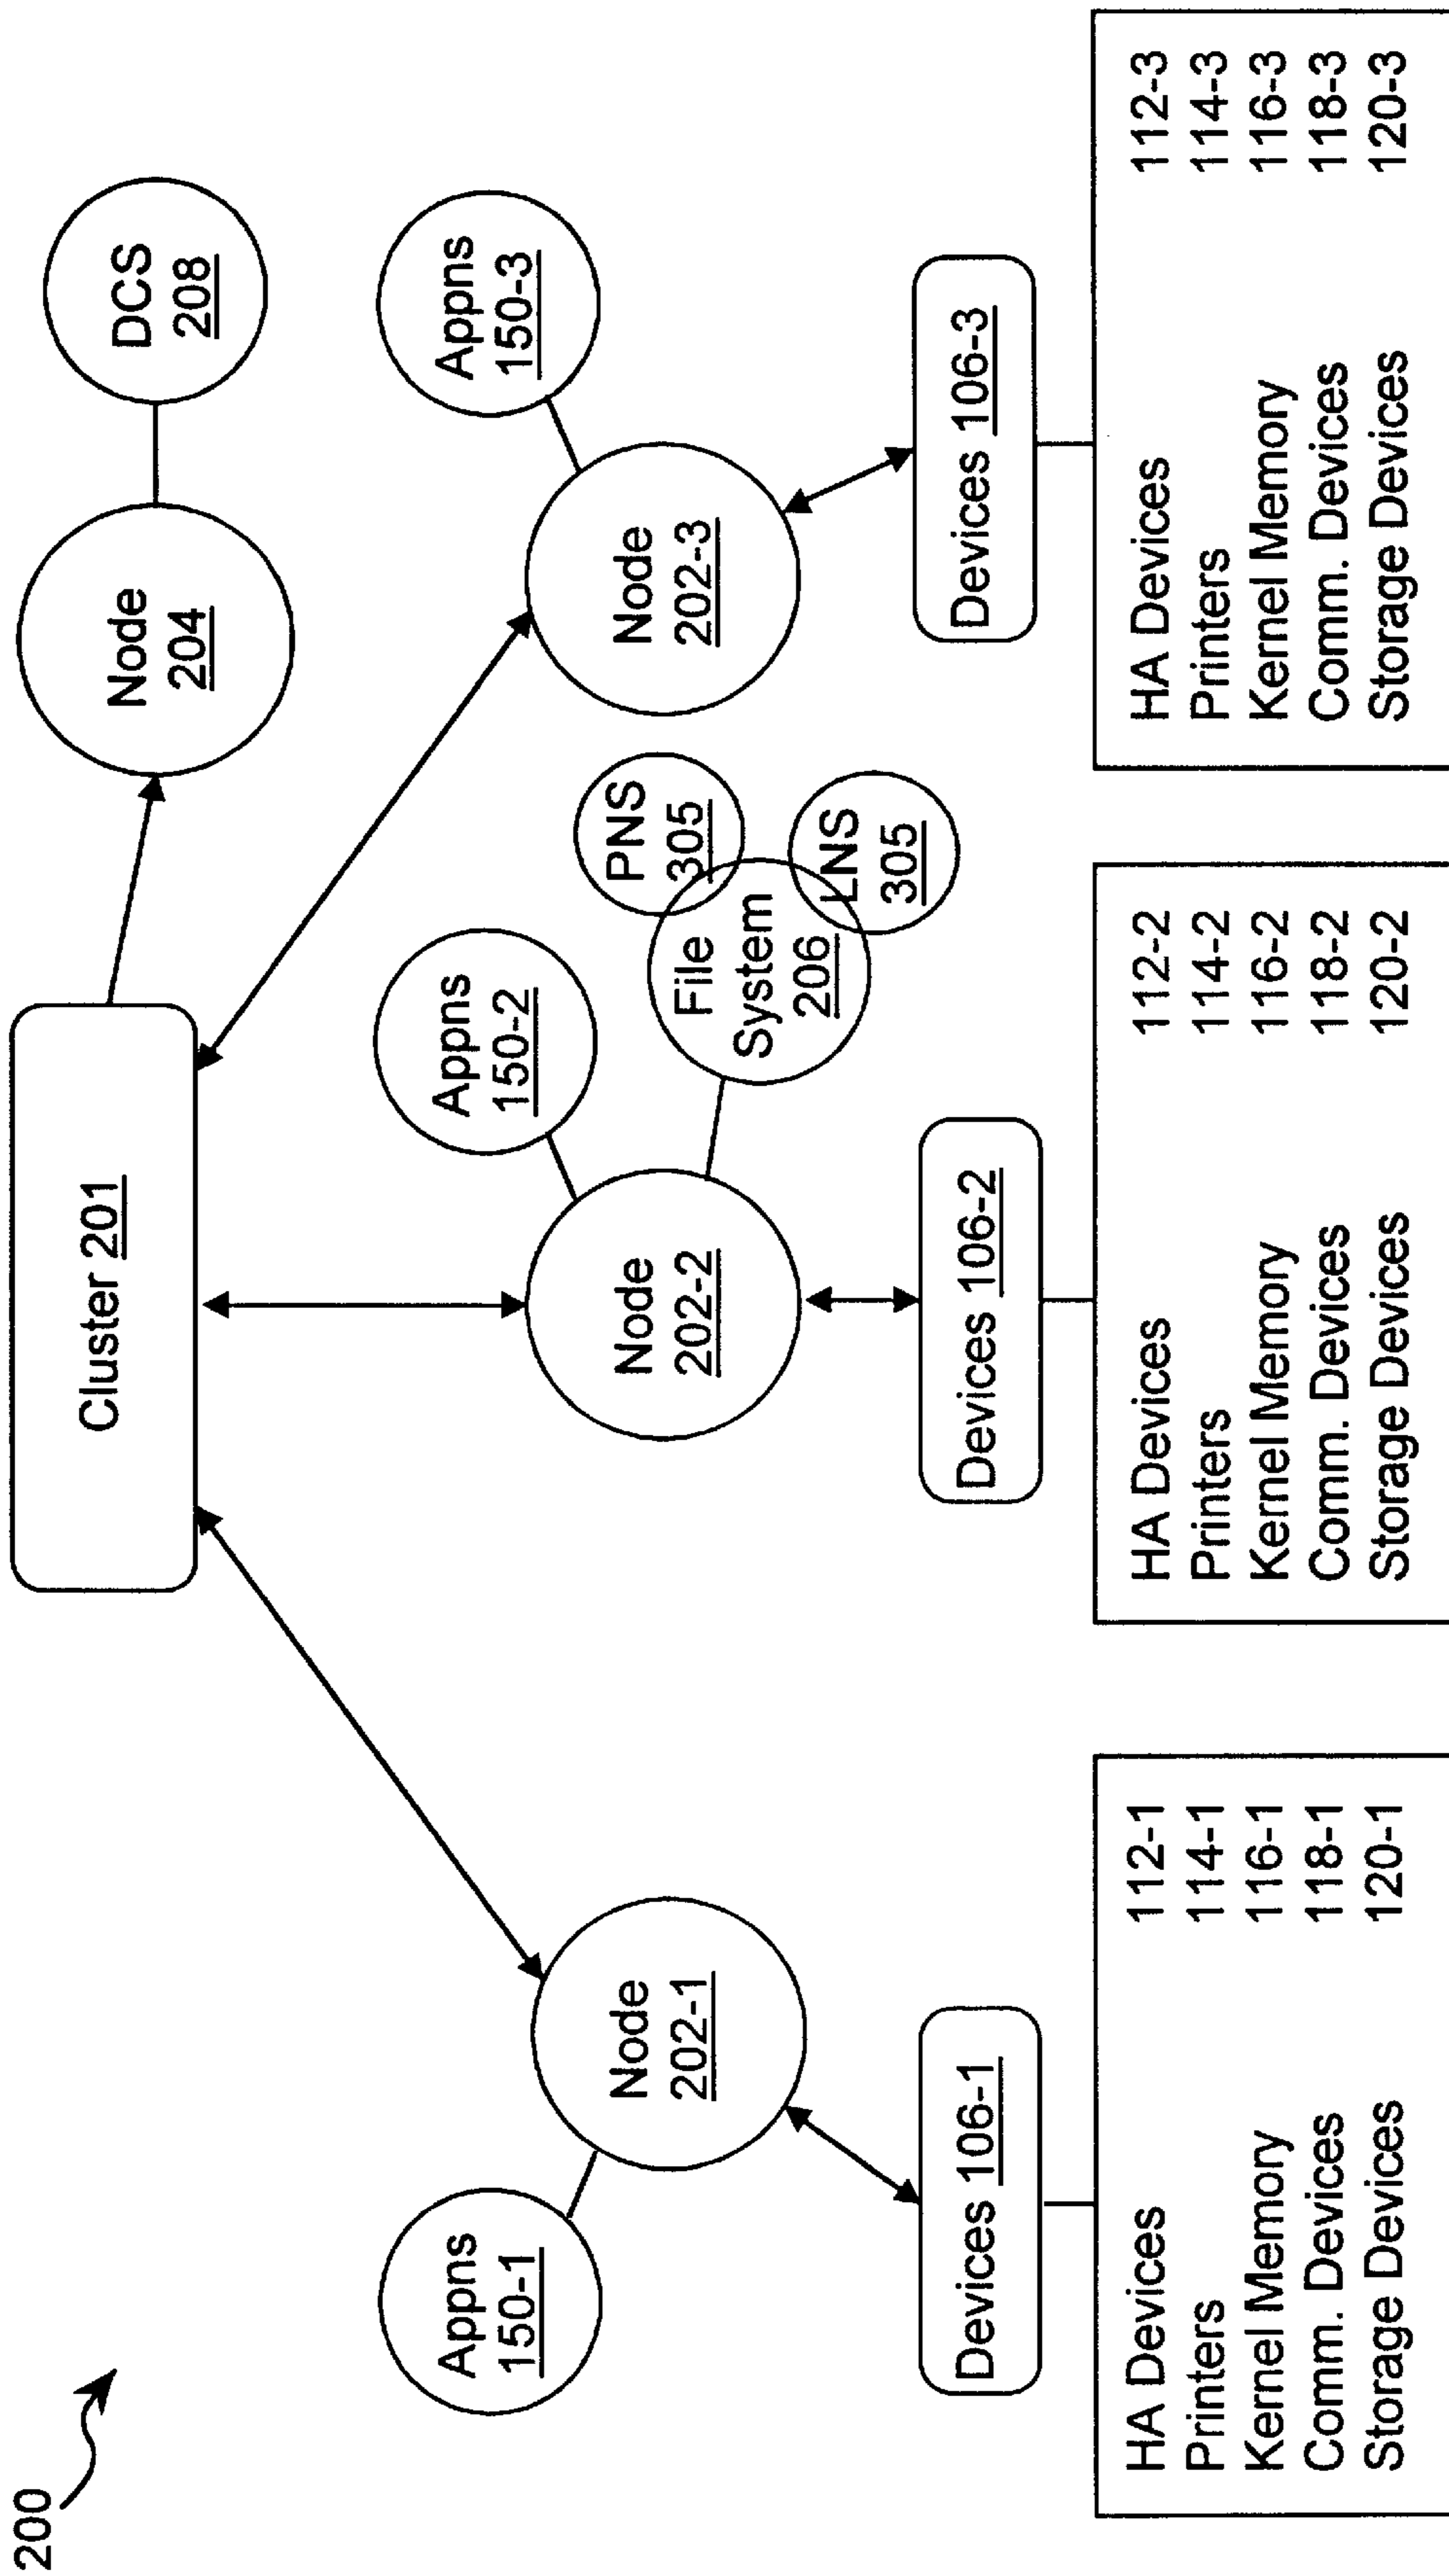 200
Cluster 201
Node
204
DCS
208
Appns
150-1
Node
202-1
Appns
150-2
Node
202-2
File
System
206
PNS
305
LNS
305
Appns
150-3
Node
202-3
Devices 106-1
Devices 106-2
Devices 106-3
HA Devices 112-1
Printers 114-1
Kernel Memory 116-1
Comm. Devices 118-1
Storage Devices 120-1
HA Devices 112-2
Printers 114-2
Kernel Memory 116-2
Comm. Devices 118-2
Storage Devices 120-2
HA Devices 112-3
Printers 114-3
Kernel Memory 116-3
Comm. Devices 118-3
Storage Devices 120-3